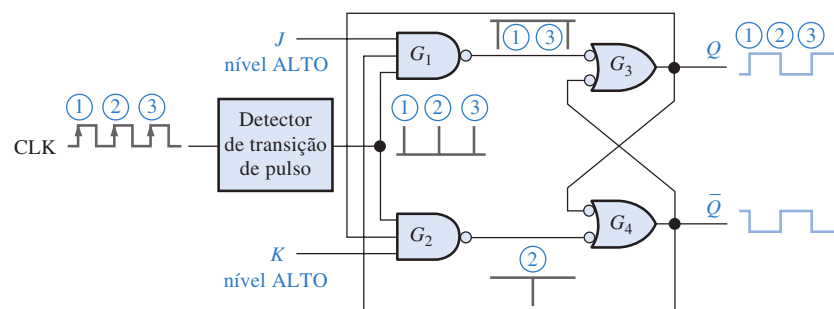 J
nível ALTO
G1
1 3
G3
Q
1 2 3
1 2 3
CLK
Detector
de transição
de pulso
1 2 3
G2
K
nível ALTO
2
G4
Q̅